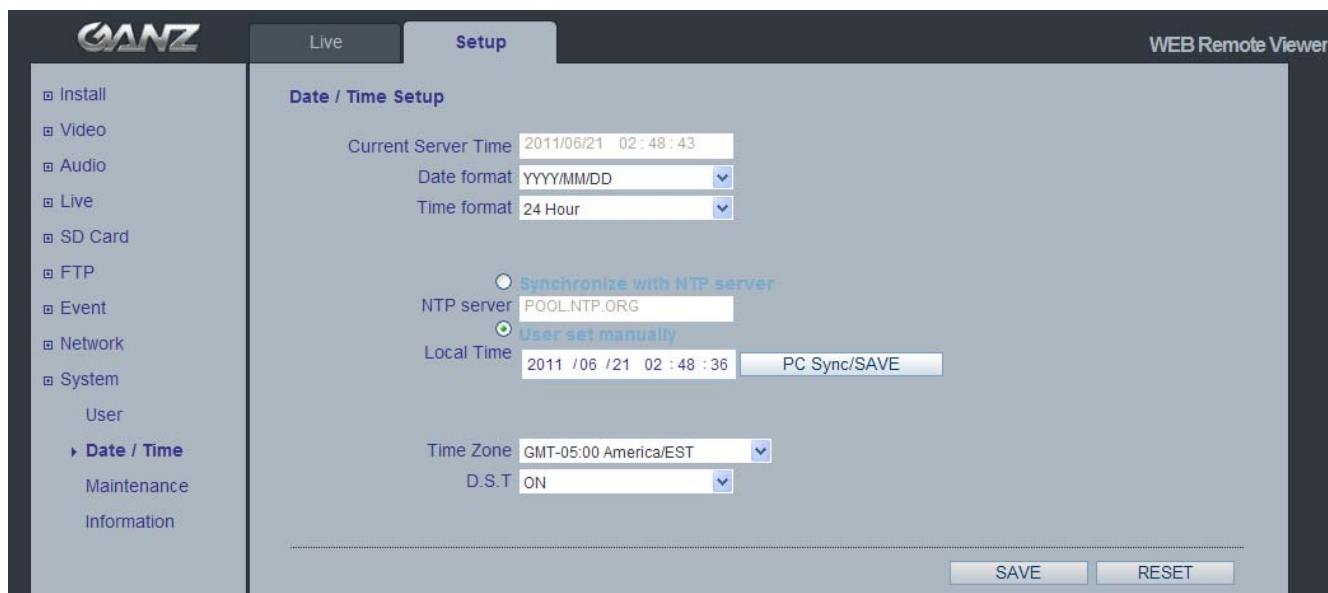 GANZ
Live
Setup
WEB Remote Viewer
Install
Video
Audio
Live
SD Card
FTP
Event
Network
System
User
Date / Time
Maintenance
Information
Date / Time Setup
Current Server Time 2011/06/21 02 : 48 : 43
Date format YYYY/MM/DD
Time format 24 Hour
Synchronize with NTP server
NTP server POOL.NTP.ORG
User set manually
Local Time 2011 / 06 / 21 02 : 48 : 36 PC Sync/SAVE
Time Zone GMT-05:00 America/EST
D.S.T ON
SAVE RESET